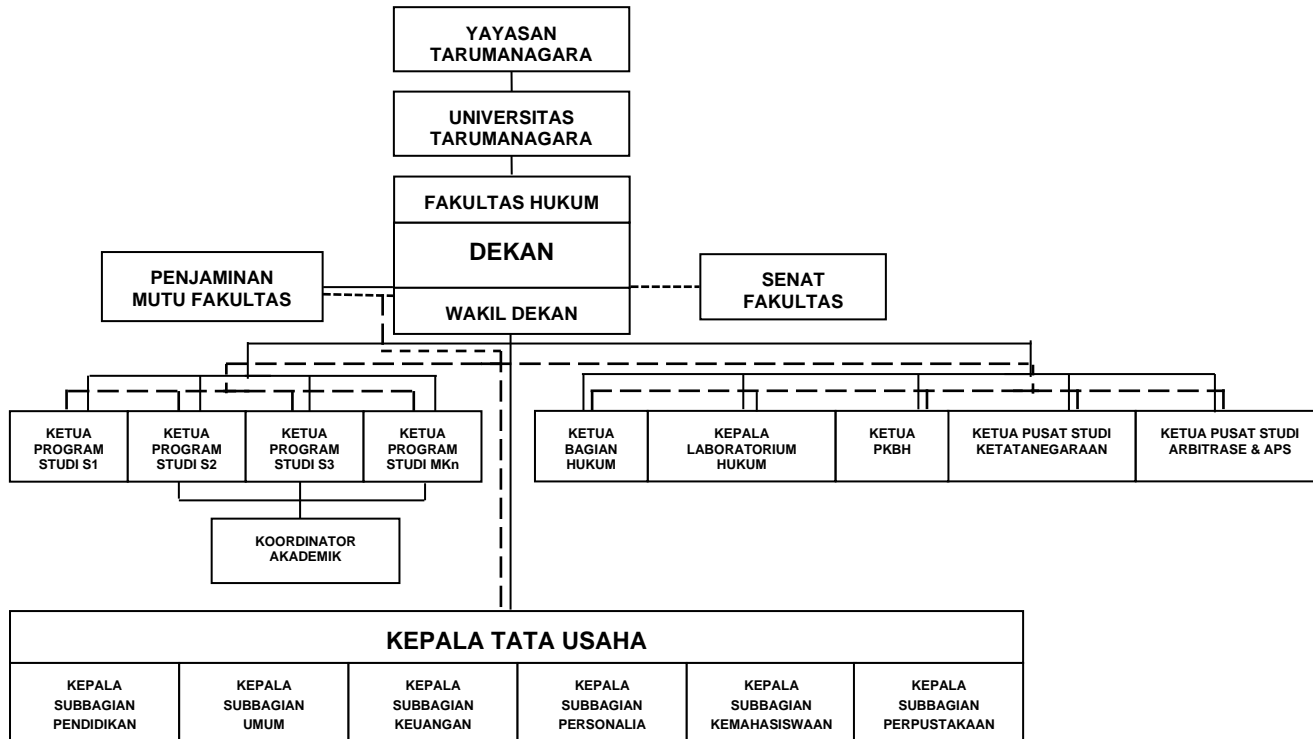 YAYASAN
TARUMANAGARA
UNIVERSITAS
TARUMANAGARA
FAKULTAS HUKUM
DEKAN
WAKIL DEKAN
PENJAMINAN
MUTU FAKULTAS
SENAT
FAKULTAS
KETUA
PROGRAM
STUDI S1
KETUA
PROGRAM
STUDI S2
KETUA
PROGRAM
STUDI S3
KETUA
PROGRAM
STUDI MKn
KETUA
BAGIAN
HUKUM
KEPALA
LABORATORIUM
HUKUM
KETUA
PKBH
KETUA PUSAT STUDI
KETATANEGARAAN
KETUA PUSAT STUDI
ARBITRASE & APS
KOORDINATOR
AKADEMIK
KEPALA TATA USAHA
KEPALA
SUBBAGIAN
PENDIDIKAN
KEPALA
SUBBAGIAN
UMUM
KEPALA
SUBBAGIAN
KEUANGAN
KEPALA
SUBBAGIAN
PERSONALIA
KEPALA
SUBBAGIAN
KEMAHASISWAAN
KEPALA
SUBBAGIAN
PERPUSTAKAAN